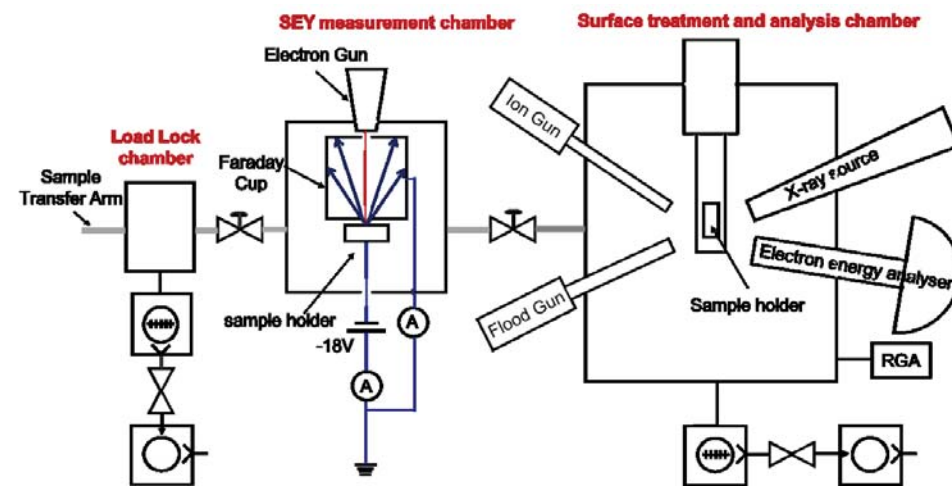 SEY measurement chamber
Surface treatment and analysis chamber
Electron Gun
Ion Gun
Load Lock
chamber
Faraday
Cup
X-ray source
Sample
Transfer Arm
Electron energy analyser
Sample holder
Flood Gun
sample holder
A
-18V
RGA
A